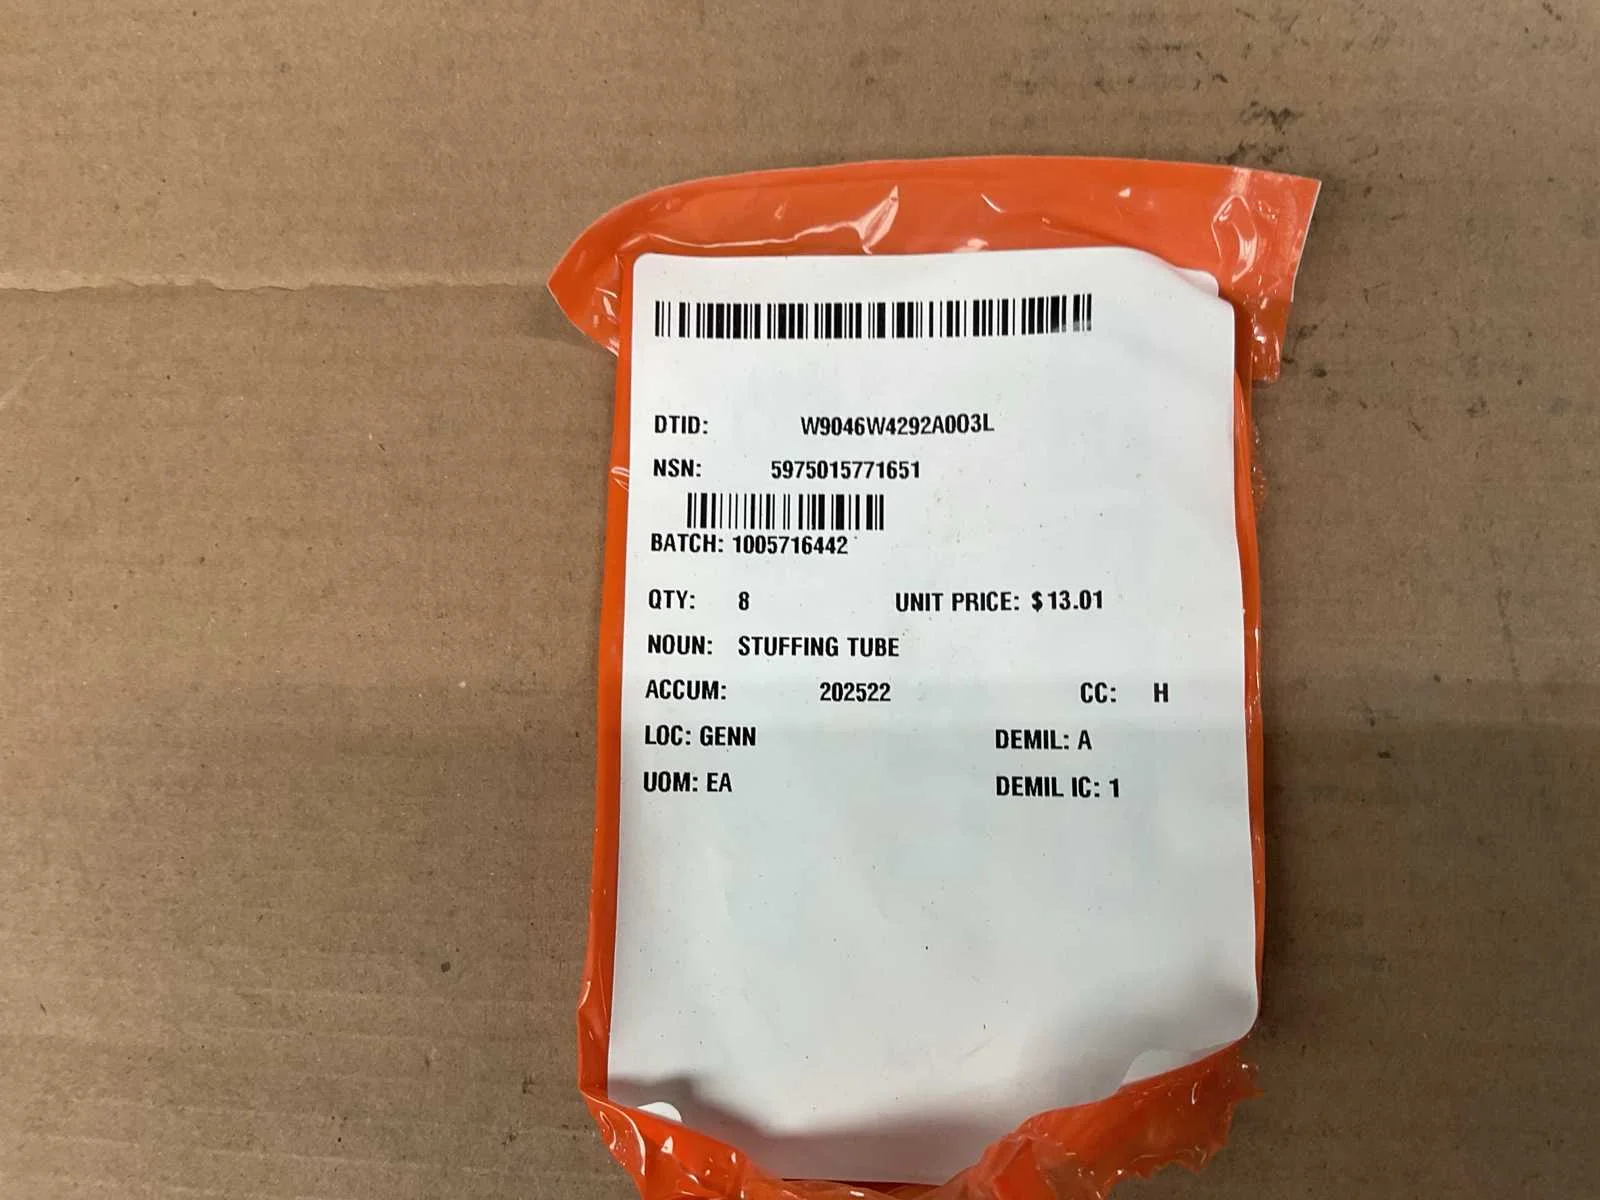 DTID: W9046W4292A003L
NSN: 5975015771651
BATCH: 1005716442
QTY: 8 UNIT PRICE: $13.01
NOUN: STUFFING TUBE
ACCUM: 202522 CC: H
LOC: GENN DEMIL: A
UOM: EA DEMIL IC: 1